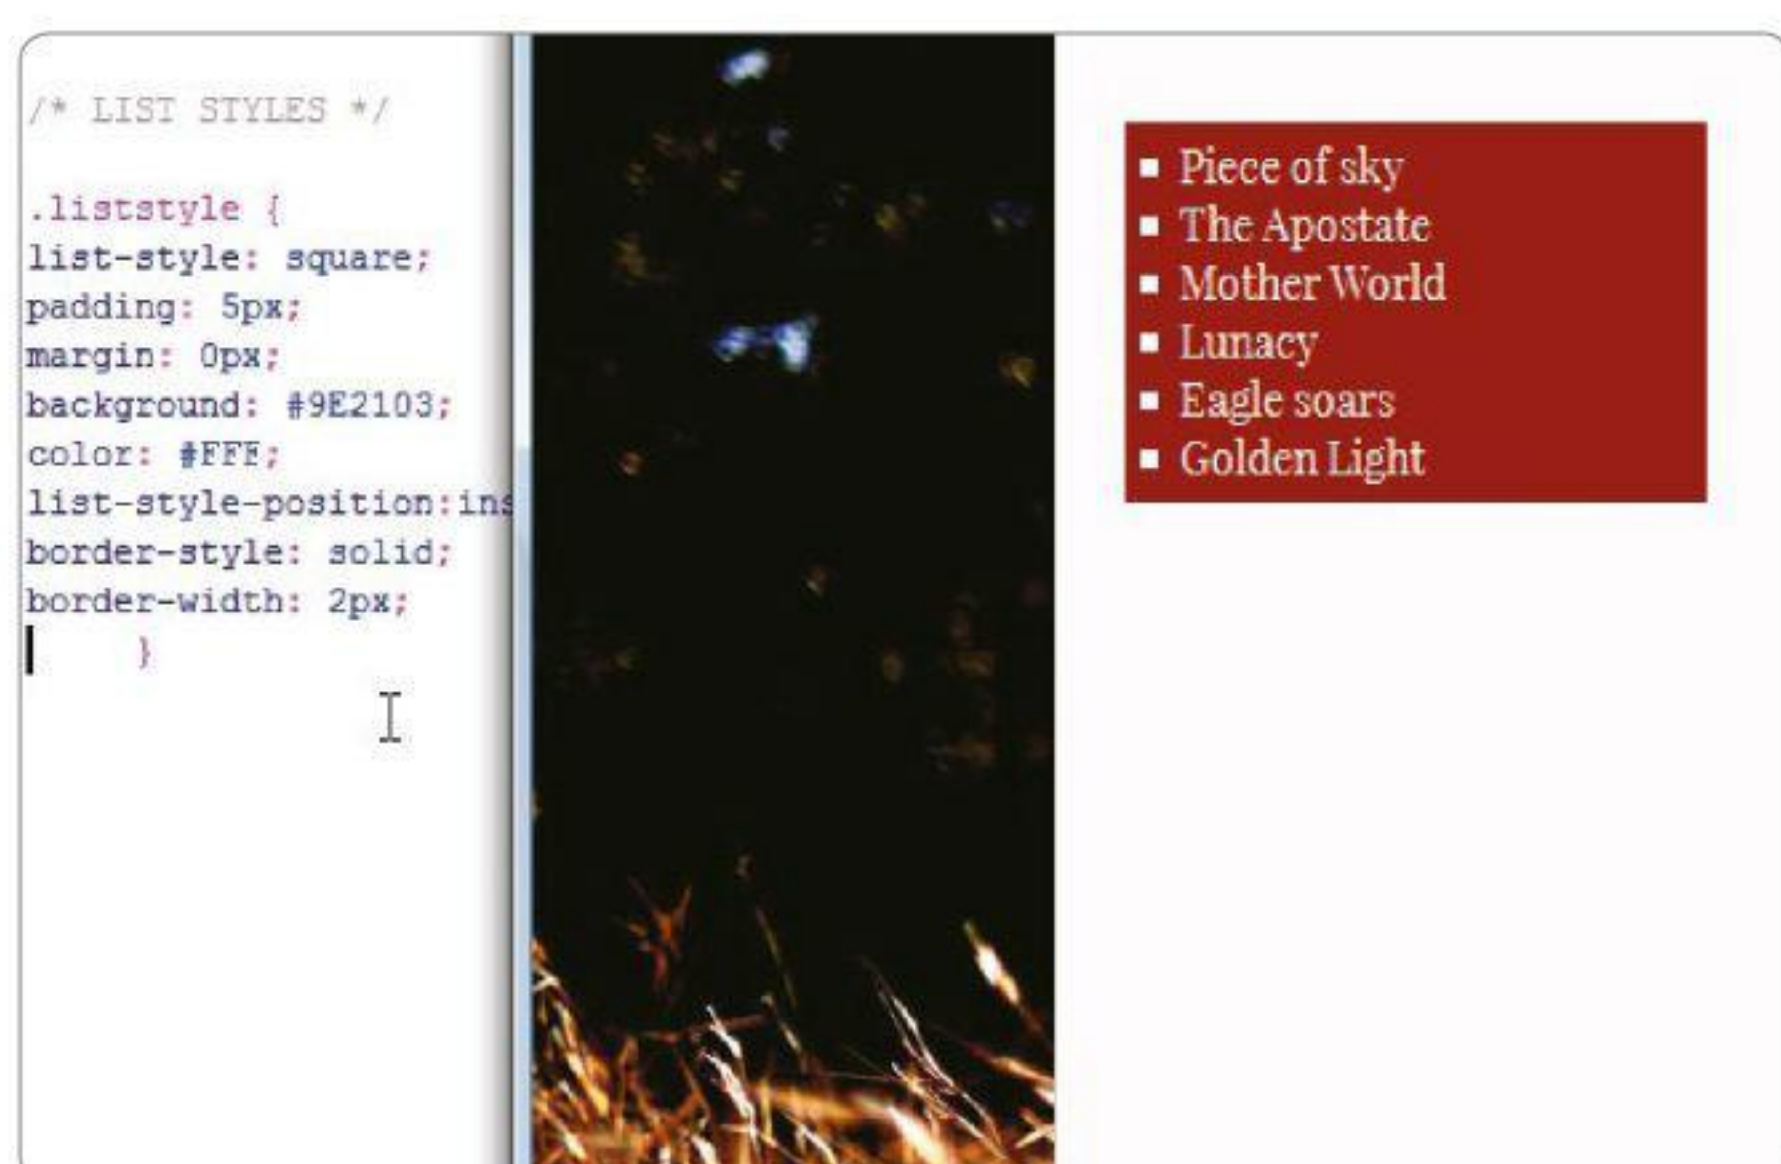 /* LIST STYLES */
.liststyle {
list-style: square;
padding: 5px;
margin: 0px;
background: #9E2103;
color: #FFF;
list-style-position:ins
border-style: solid;
border-width: 2px;
}
Piece of sky
The Apostate
Mother World
Lunacy
Eagle soars
Golden Light